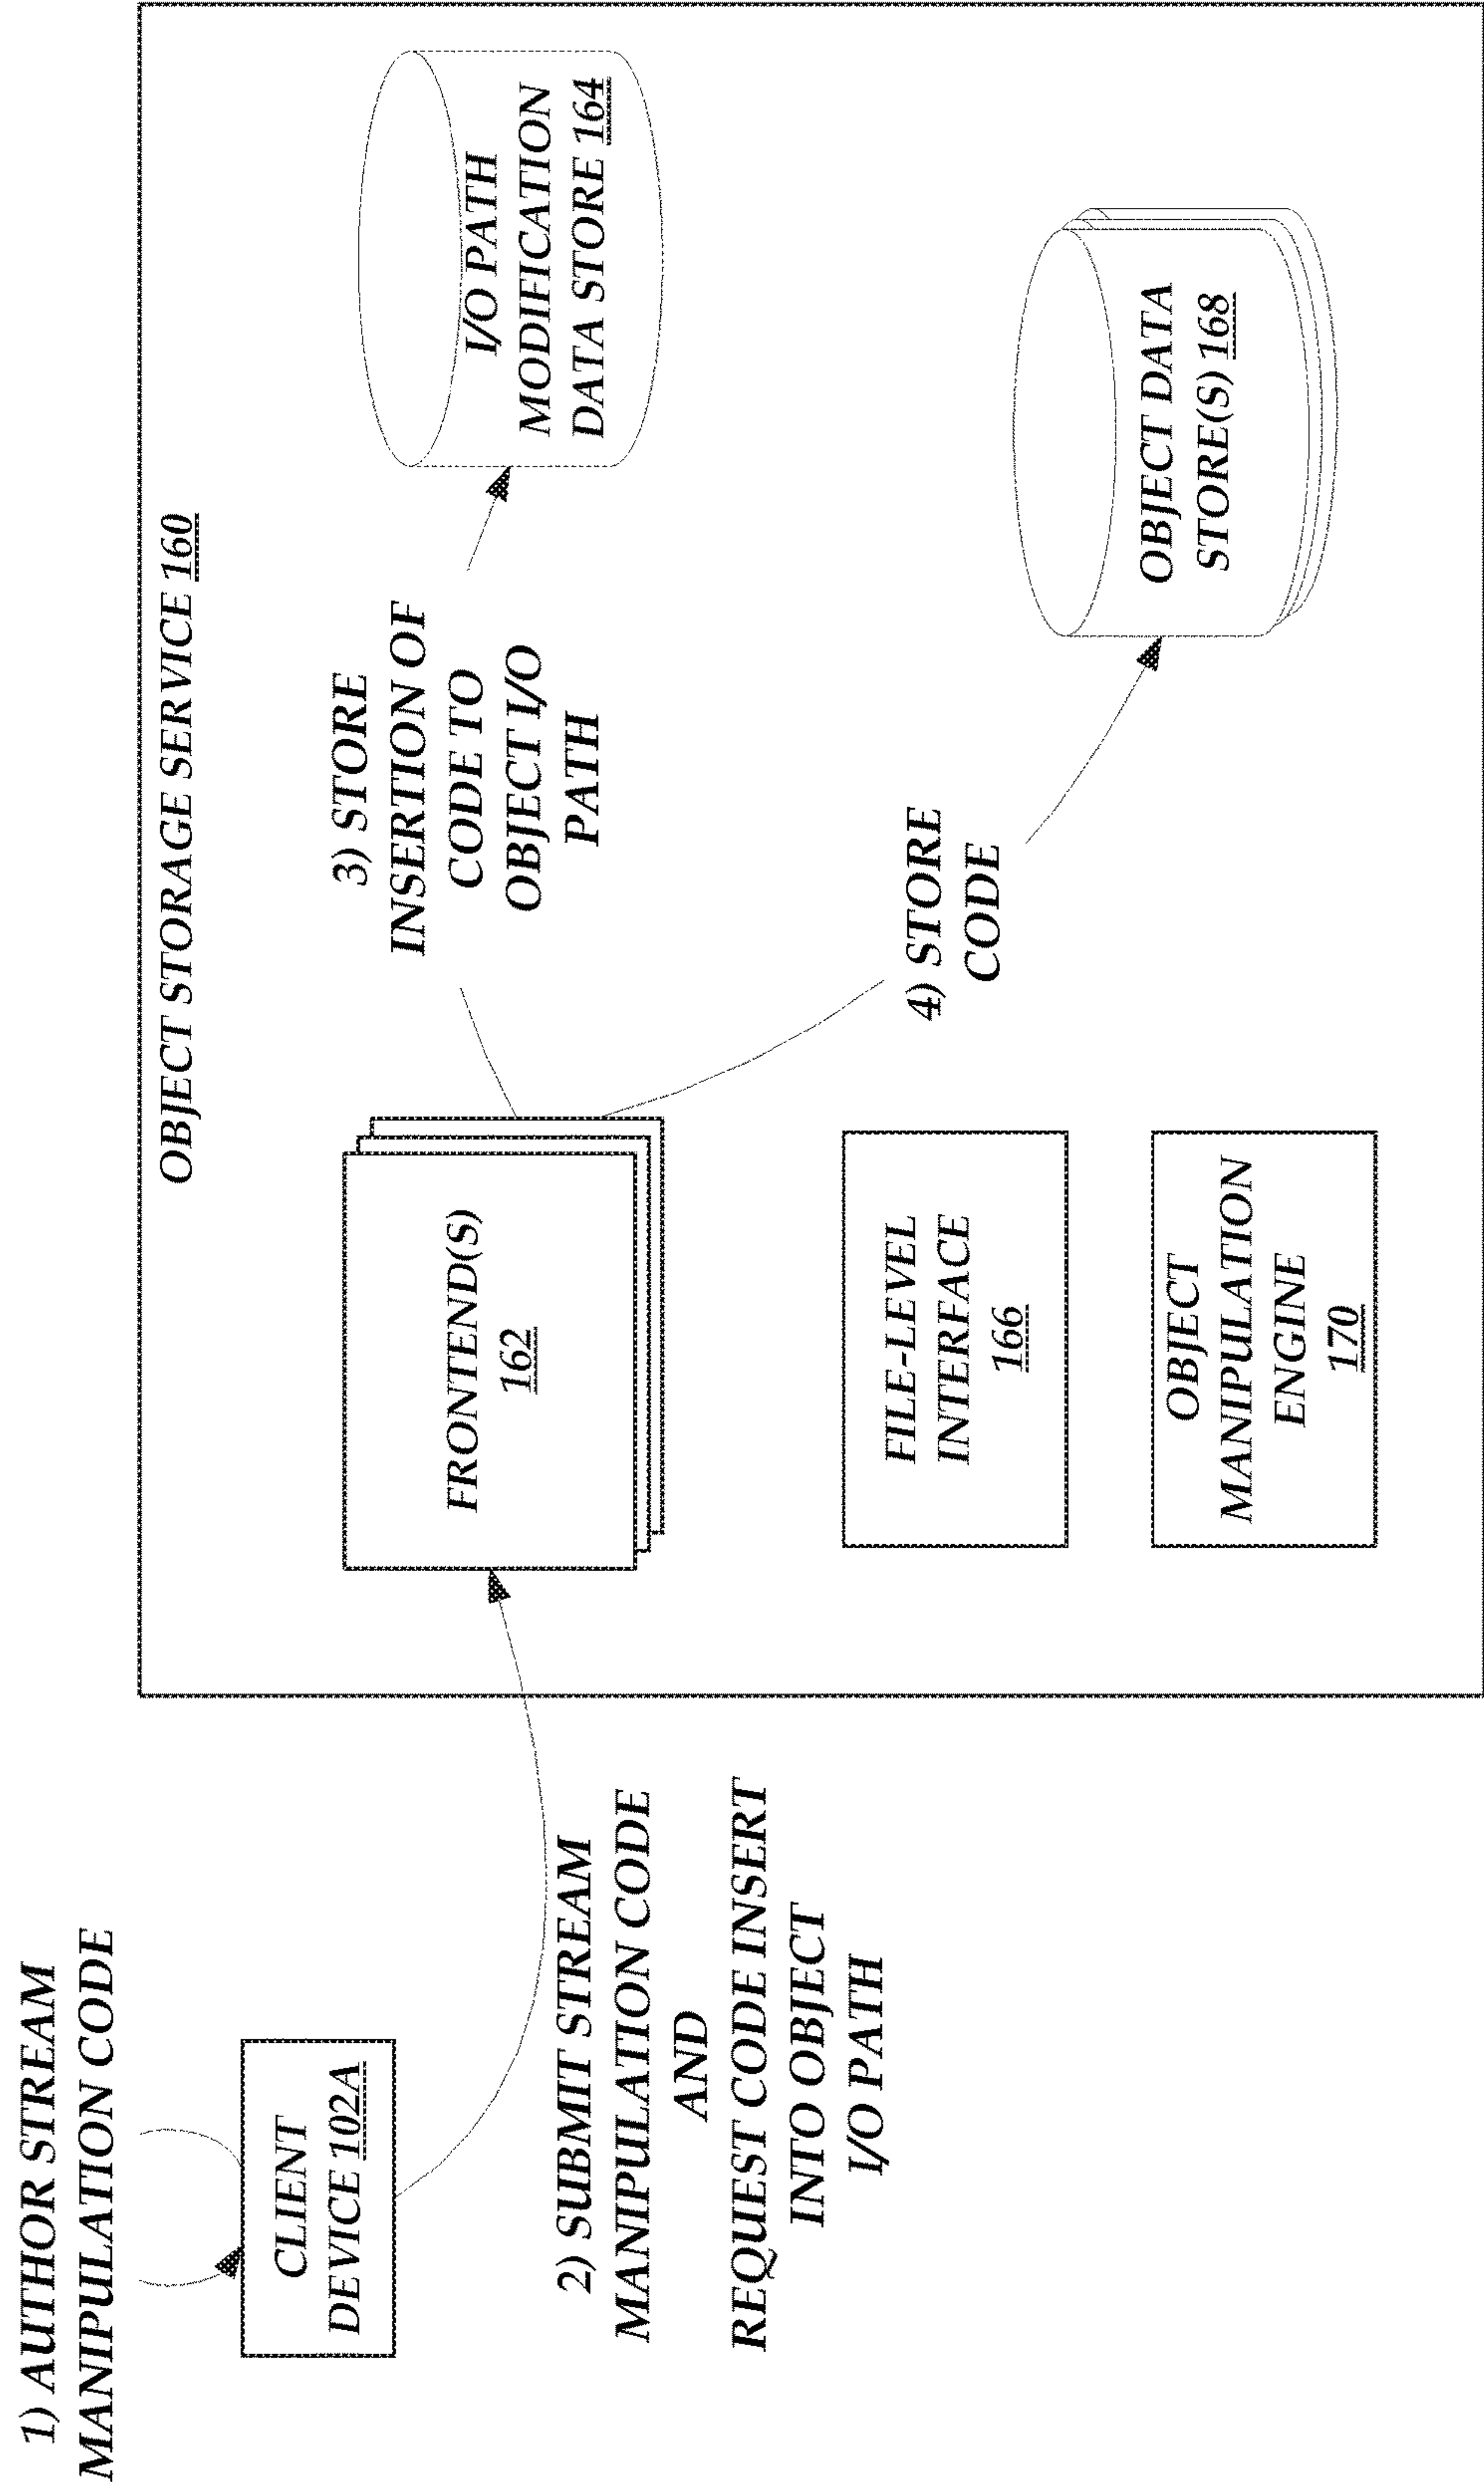 1) AUTHOR STREAM
MANIPULATION CODE
CLIENT
DEVICE 102A
2) SUBMIT STREAM
MANIPULATION CODE
AND
REQUEST CODE INSERT
INTO OBJECT
I/O PATH
OBJECT STORAGE SERVICE 160
FRONTEND(S)
162
3) STORE
INSERTION OF
CODE TO
OBJECT I/O
PATH
I/O PATH
MODIFICATION
DATA STORE 164
4) STORE
CODE
OBJECT DATA
STORE(S) 168
FILE-LEVEL
INTERFACE
166
OBJECT
MANIPULATION
ENGINE
170